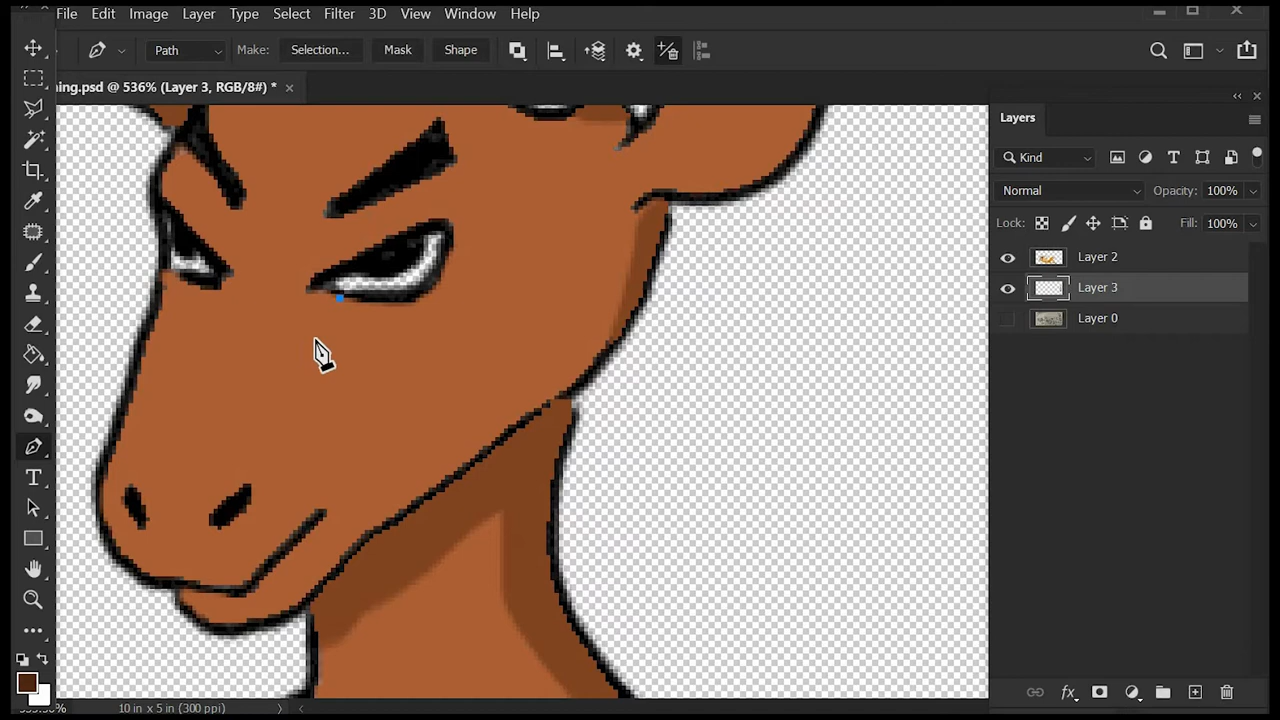 File Edit Image Layer Type Select Filter 3D View Window Help
Path Make: Selection... Mask Shape
ing.psd @ 536% (Layer 3, RGB/8#) *
Layers
Kind
Normal Opacity: 100%
Lock: Fill: 100%
Layer 2
Layer 3
Layer 0
fx
10 in x 5 in (300 ppi)